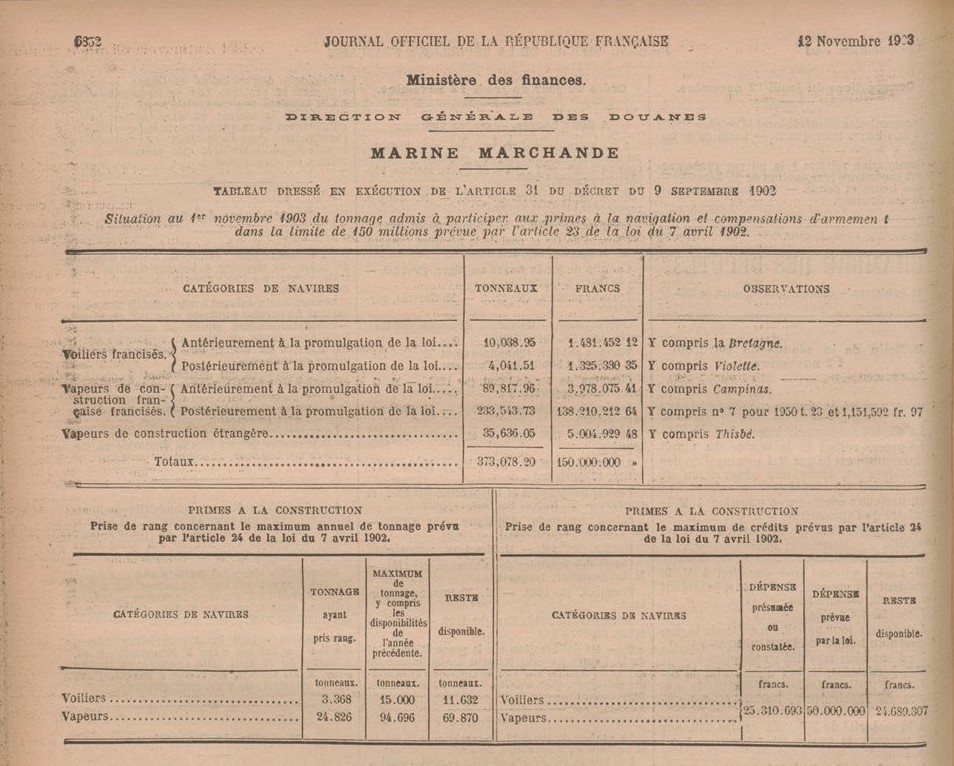 6832 JOURNAL OFFICIEL DE LA RÉPUBLIQUE FRANÇAISE 12 Novembre 1903
Ministère des finances.
DIRECTION GÉNÉRALE DES DOUANES
MARINE MARCHANDE
TABLEAU DRESSÉ EN EXÉCUTION DE L'ARTICLE 31 DU DÉCRET DU 9 SEPTEMBRE 1902
Situation au 1er novembre 1903 du tonnage admis à participer aux primes à la navigation et compensations d'armemen t
dans la limite de 150 millions prévue par l'article 23 de la loi du 7 avril 1902.
CATÉGORIES DE NAVIRES TONNEAUX FRANCS OBSERVATIONS
Voiliers francisés. { Antérieurement à la promulgation de la loi.... 10,038.95 1.481.452 12 Y compris la Bretagne.
Postérieurement à la promulgation de la loi.... 4,041.51 1.325.330 35 Y compris Violette.
Vapeurs de con-
struction fran-
çaise francisés. { Antérieurement à la promulgation de la loi..... 89,817.96 3,978.075 41 Y compris Campinas.
Postérieurement à la promulgation de la loi.... 233,543.73 138.210,212 64 Y compris nº 7 pour 1950 t. 23 et 1,151,592 fr. 97
Vapeurs de construction étrangère........ 35,636.05 5.004.929 48 Y compris Thisbé.
Totaux........ 373,078.20 150.000.000 »
PRIMES A LA CONSTRUCTION
Prise de rang concernant le maximum annuel de tonnage prévu
par l'article 24 de la loi du 7 avril 1902.
CATÉGORIES DE NAVIRES
TONNAGE
ayant
pris rang.
MAXIMUM
de
tonnage,
y compris
les
disponibilités
de
l'année
précédente.
RESTE
disponible.
tonneaux. tonneaux. tonneaux.
Voiliers ........ 3.368 15.000 11.632
Vapeurs........ 24.826 94.696 69.870
PRIMES A LA CONSTRUCTION
Prise de rang concernant le maximum de crédits prévus par l'article 24
de la loi du 7 avril 1902.
CATÉGORIES DE NAVIRES
DÉPENSE
présumée
ou
constatée.
DÉPENSE
prévue
par la loi.
RESTE
disponible.
francs. francs. francs.
Voiliers ........
Vapeurs........ 25.310.693 50.000.000 24.689.307